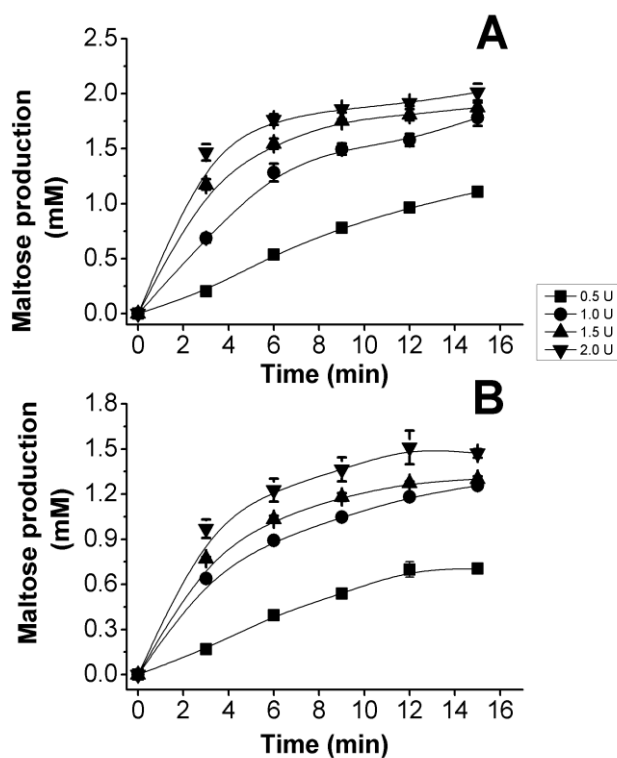 A
2.5
2.0
1.5
1.0
0.5
0.0
Maltose production
(mM)
0 2 4 6 8 10 12 14 16
Time (min)
0.5 U
1.0 U
1.5 U
2.0 U
B
1.8
1.5
1.2
0.9
0.6
0.3
0.0
Maltose production
(mM)
0 2 4 6 8 10 12 14 16
Time (min)